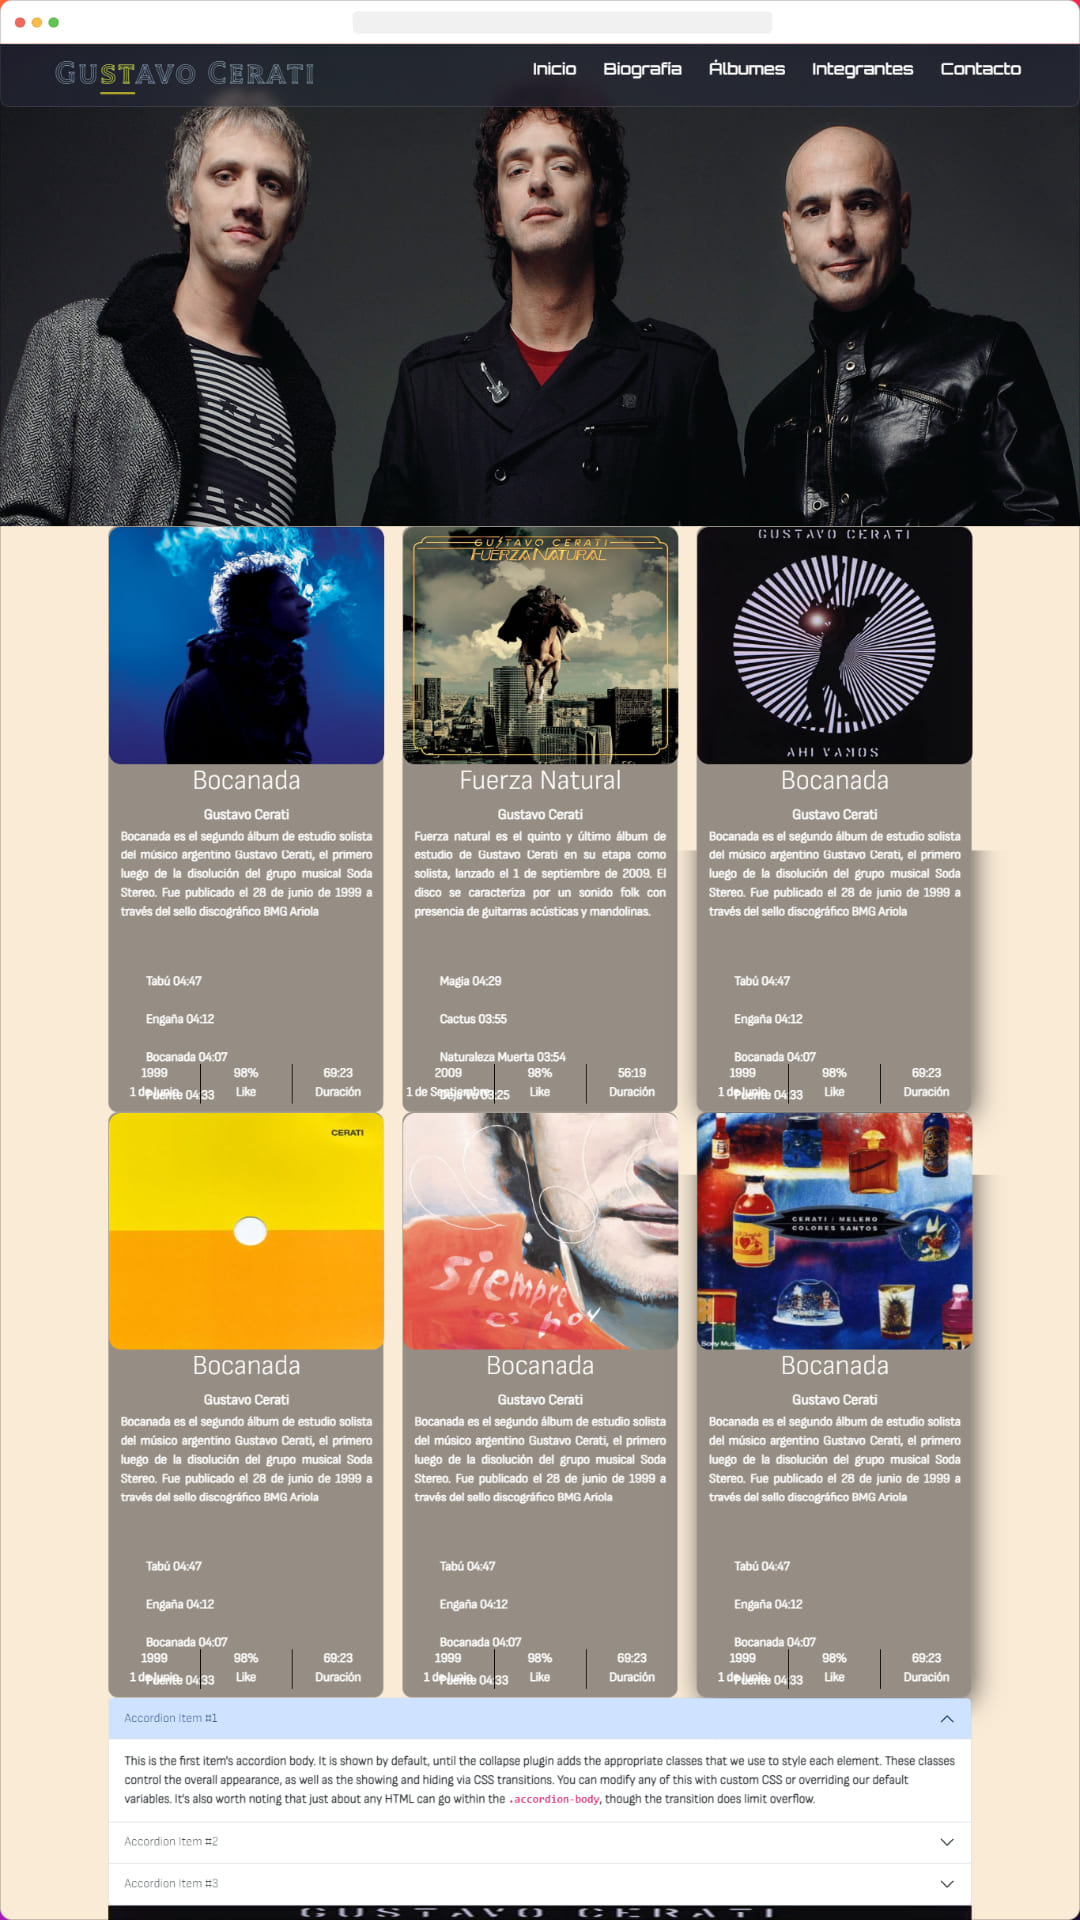 GUSTAVO CERATI
Inicio Biografía Álbumes Integrantes Contacto
GUSTAVO CERATI
FUERZA NATURAL
GUSTAVO CERATI
AHI VAMOS
Bocanada
Gustavo Cerati
Bocanada es el segundo álbum de estudio solista
del músico argentino Gustavo Cerati, el primero
luego de la disolución del grupo musical Soda
Stereo. Fue publicado el 28 de junio de 1999 a
través del sello discográfico BMG Ariola
Tabú 04:47
Engaña 04:12
Bocanada 04:07
Puente 04:33
1999
1 de Junio
98%
Like
69:23
Duración
Fuerza Natural
Gustavo Cerati
Fuerza natural es el quinto y último álbum de
estudio de Gustavo Cerati en su etapa como
solista, lanzado el 1 de septiembre de 2009. El
disco se caracteriza por un sonido folk con
presencia de guitarras acústicas y mandolinas.
Magia 04:29
Cactus 03:55
Naturaleza Muerta 03:54
Deja Vu 03:25
2009
1 de Septiembre
98%
Like
56:19
Duración
Bocanada
Gustavo Cerati
Bocanada es el segundo álbum de estudio solista
del músico argentino Gustavo Cerati, el primero
luego de la disolución del grupo musical Soda
Stereo. Fue publicado el 28 de junio de 1999 a
través del sello discográfico BMG Ariola
Tabú 04:47
Engaña 04:12
Bocanada 04:07
Puente 04:33
1999
1 de Junio
98%
Like
69:23
Duración
CERATI
siempre
es hoy
CERATI / MELERO
COLORES SANTOS
Sony Music
Bocanada
Gustavo Cerati
Bocanada es el segundo álbum de estudio solista
del músico argentino Gustavo Cerati, el primero
luego de la disolución del grupo musical Soda
Stereo. Fue publicado el 28 de junio de 1999 a
través del sello discográfico BMG Ariola
Tabú 04:47
Engaña 04:12
Bocanada 04:07
Puente 04:33
1999
1 de Junio
98%
Like
69:23
Duración
Bocanada
Gustavo Cerati
Bocanada es el segundo álbum de estudio solista
del músico argentino Gustavo Cerati, el primero
luego de la disolución del grupo musical Soda
Stereo. Fue publicado el 28 de junio de 1999 a
través del sello discográfico BMG Ariola
Tabú 04:47
Engaña 04:12
Bocanada 04:07
Puente 04:33
1999
1 de Junio
98%
Like
69:23
Duración
Bocanada
Gustavo Cerati
Bocanada es el segundo álbum de estudio solista
del músico argentino Gustavo Cerati, el primero
luego de la disolución del grupo musical Soda
Stereo. Fue publicado el 28 de junio de 1999 a
través del sello discográfico BMG Ariola
Tabú 04:47
Engaña 04:12
Bocanada 04:07
Puente 04:33
1999
1 de Junio
98%
Like
69:23
Duración
Accordion Item #1
This is the first item's accordion body. It is shown by default, until the collapse plugin adds the appropriate classes that we use to style each element. These classes
control the overall appearance, as well as the showing and hiding via CSS transitions. You can modify any of this with custom CSS or overriding our default
variables. It's also worth noting that just about any HTML can go within the .accordion-body, though the transition does limit overflow.
Accordion Item #2
Accordion Item #3
GUSTAVO CERATI